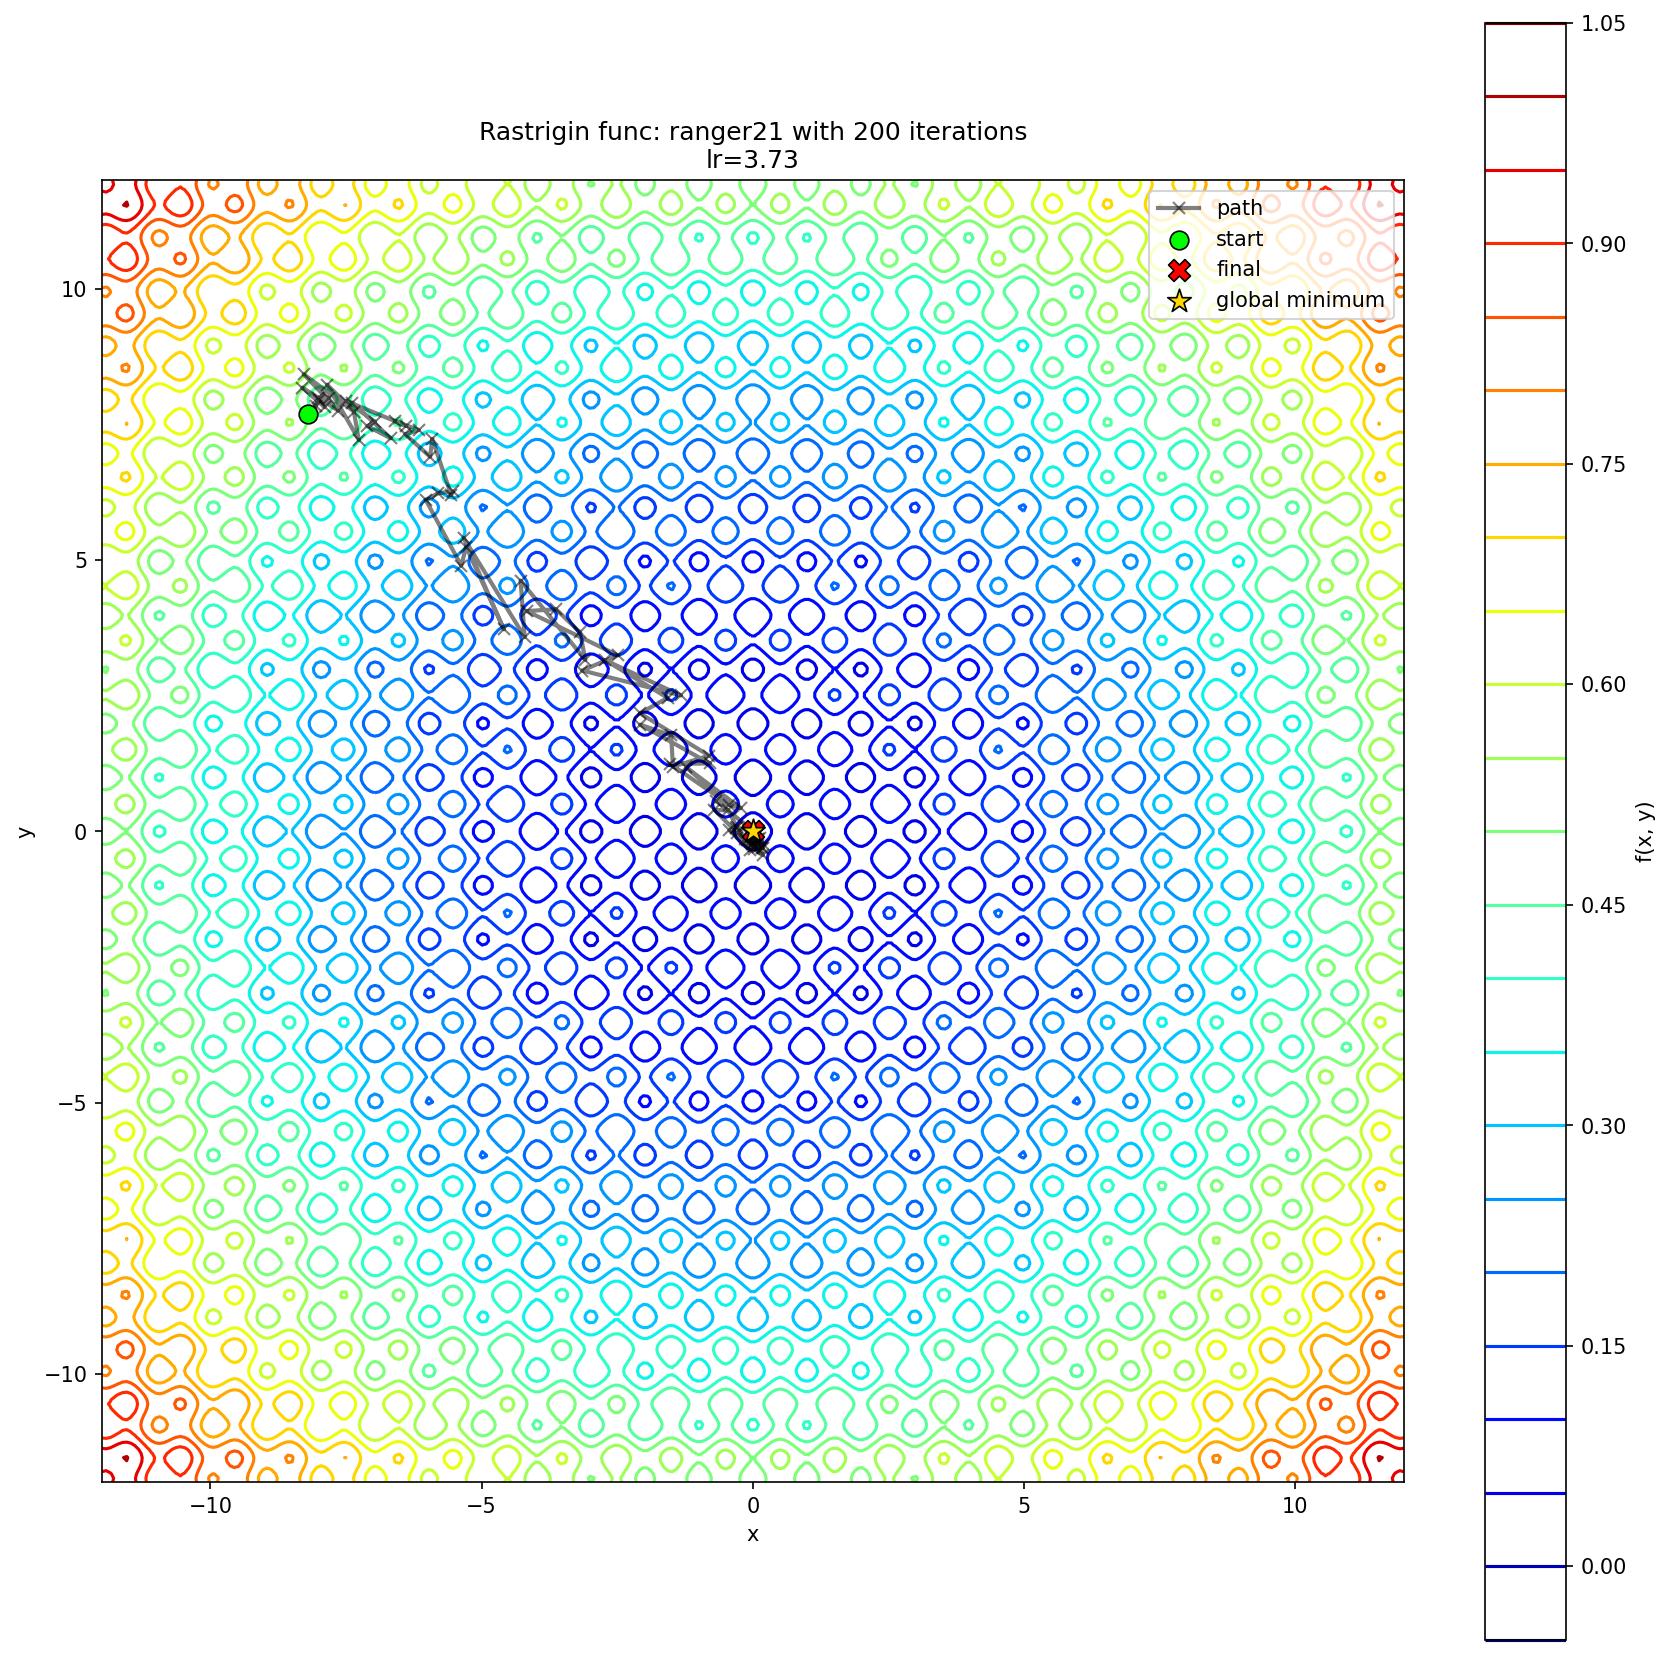 Rastrigin func: ranger21 with 200 iterations
lr=3.73
path
start
final
global minimum
10
5
0
−5
−10
y
−10
−5
0
5
10
x
1.05
0.90
0.75
0.60
0.45
0.30
0.15
0.00
f(x, y)